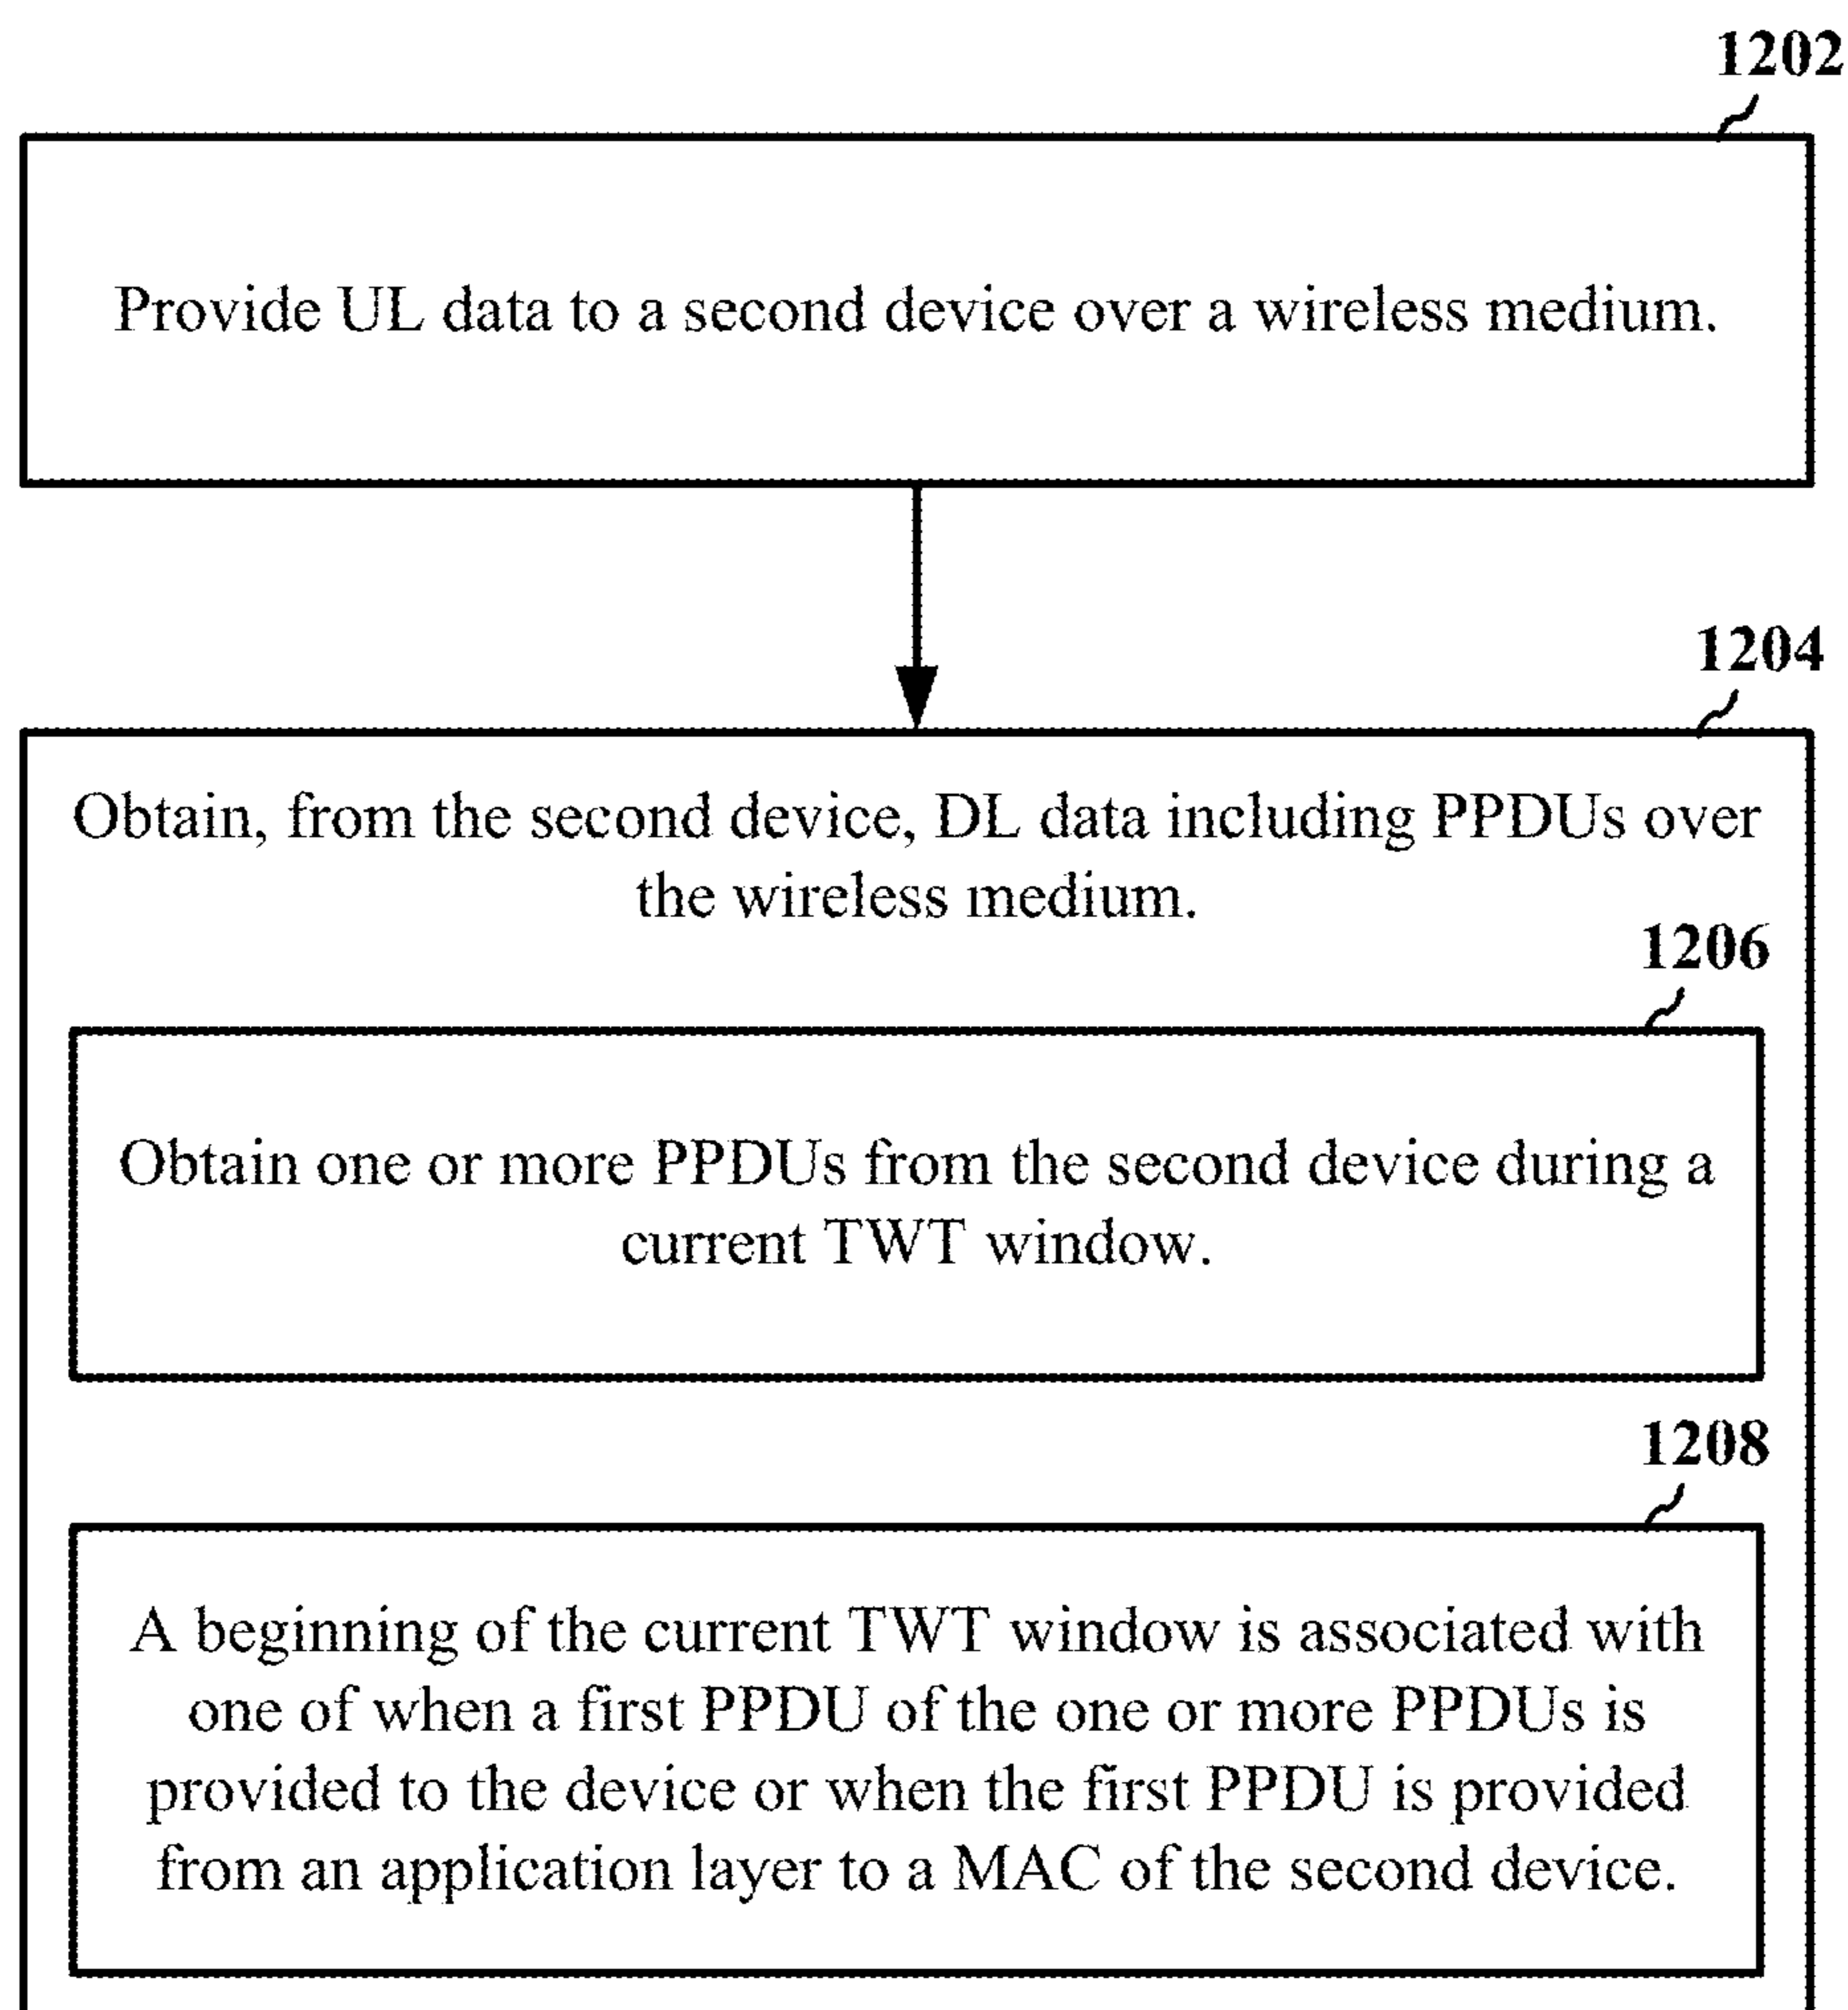 1202
Provide UL data to a second device over a wireless medium.
1204
Obtain, from the second device, DL data including PPDUs over
the wireless medium.
1206
Obtain one or more PPDUs from the second device during a
current TWT window.
1208
A beginning of the current TWT window is associated with
one of when a first PPDU of the one or more PPDUs is
provided to the device or when the first PPDU is provided
from an application layer to a MAC of the second device.